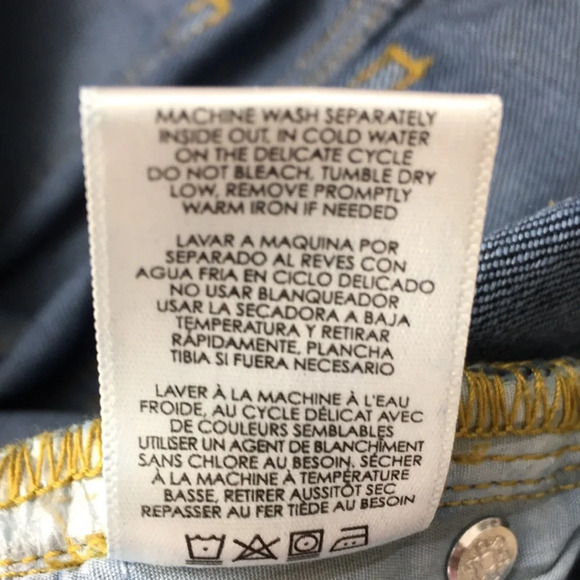 MACHINE WASH SEPARATELY
INSIDE OUT, IN COLD WATER
ON THE DELICATE CYCLE
DO NOT BLEACH, TUMBLE DRY
LOW, REMOVE PROMPTLY
WARM IRON IF NEEDED
LAVAR A MAQUINA POR
SEPARADO AL REVES CON
AGUA FRIA EN CICLO DELICADO
NO USAR BLANQUEADOR
USAR LA SECADORA A BAJA
TEMPERATURA Y RETIRAR
RÁPIDAMENTE, PLANCHA
TIBIA SI FUERA NECESARIO
LAVER À LA MACHINE À L'EAU
FROIDE, AU CYCLE DÉLICAT AVEC
DE COULEURS SEMBLABLES
UTILISER UN AGENT DE BLANCHIMENT
SANS CHLORE AU BESOIN. SÉCHER
À LA MACHINE À TEMPÉRATURE
BASSE, RETIRER AUSSITÔT SEC
REPASSER AU FER TIÈDE AU BESOIN